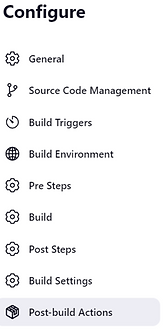 Configure
General
Source Code Management
Build Triggers
Build Environment
Pre Steps
Build
Post Steps
Build Settings
Post-build Actions